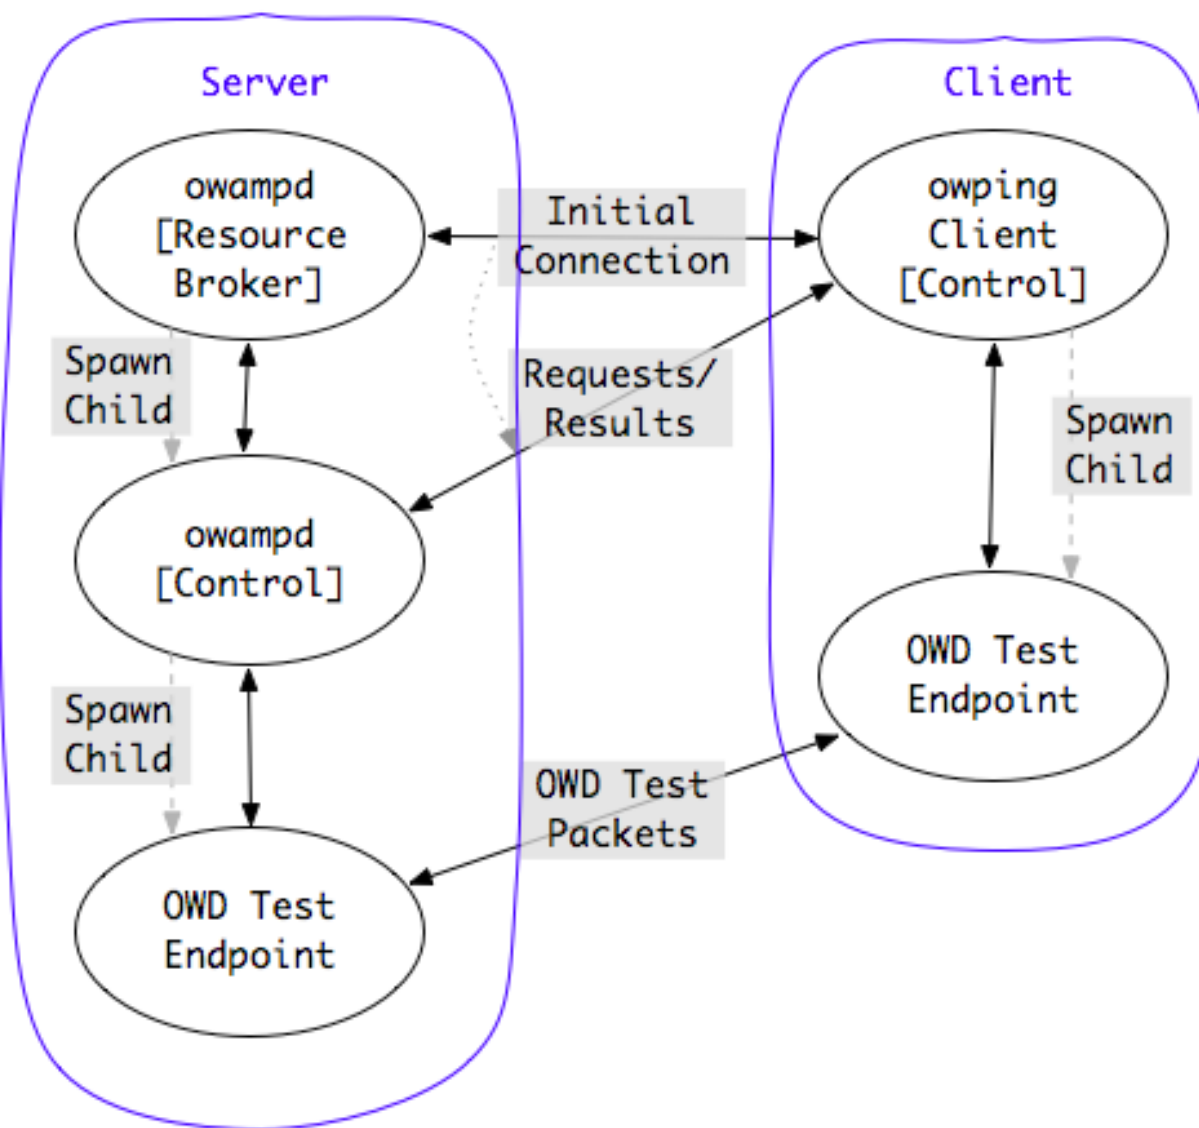 Server
Client
owampd
[Resource
Broker]
Initial
Connection
owping
Client
[Control]
Spawn
Child
Requests/
Results
Spawn
Child
owampd
[Control]
OWD Test
Endpoint
Spawn
Child
OWD Test
Packets
OWD Test
Endpoint